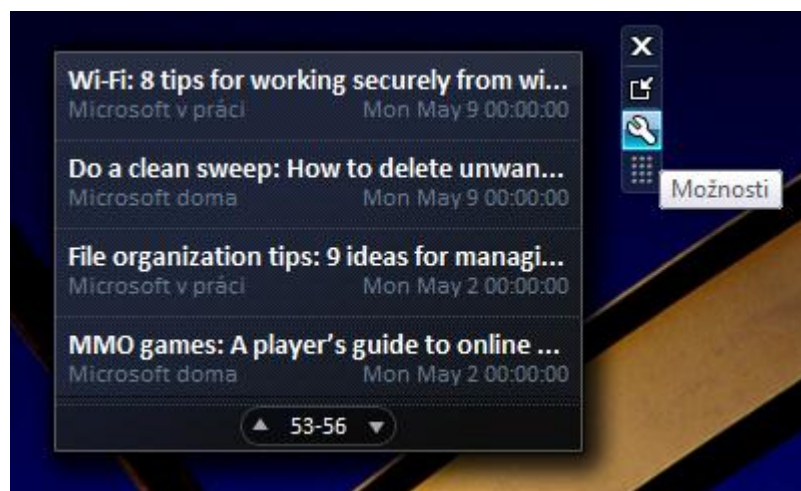 Wi-Fi: 8 tips for working securely from wi...
Microsoft v práci Mon May 9 00:00:00
Do a clean sweep: How to delete unwan...
Microsoft doma Mon May 9 00:00:00
File organization tips: 9 ideas for managi...
Microsoft v práci Mon May 2 00:00:00
MMO games: A player's guide to online ...
Microsoft doma Mon May 2 00:00:00
53-56
Možnosti